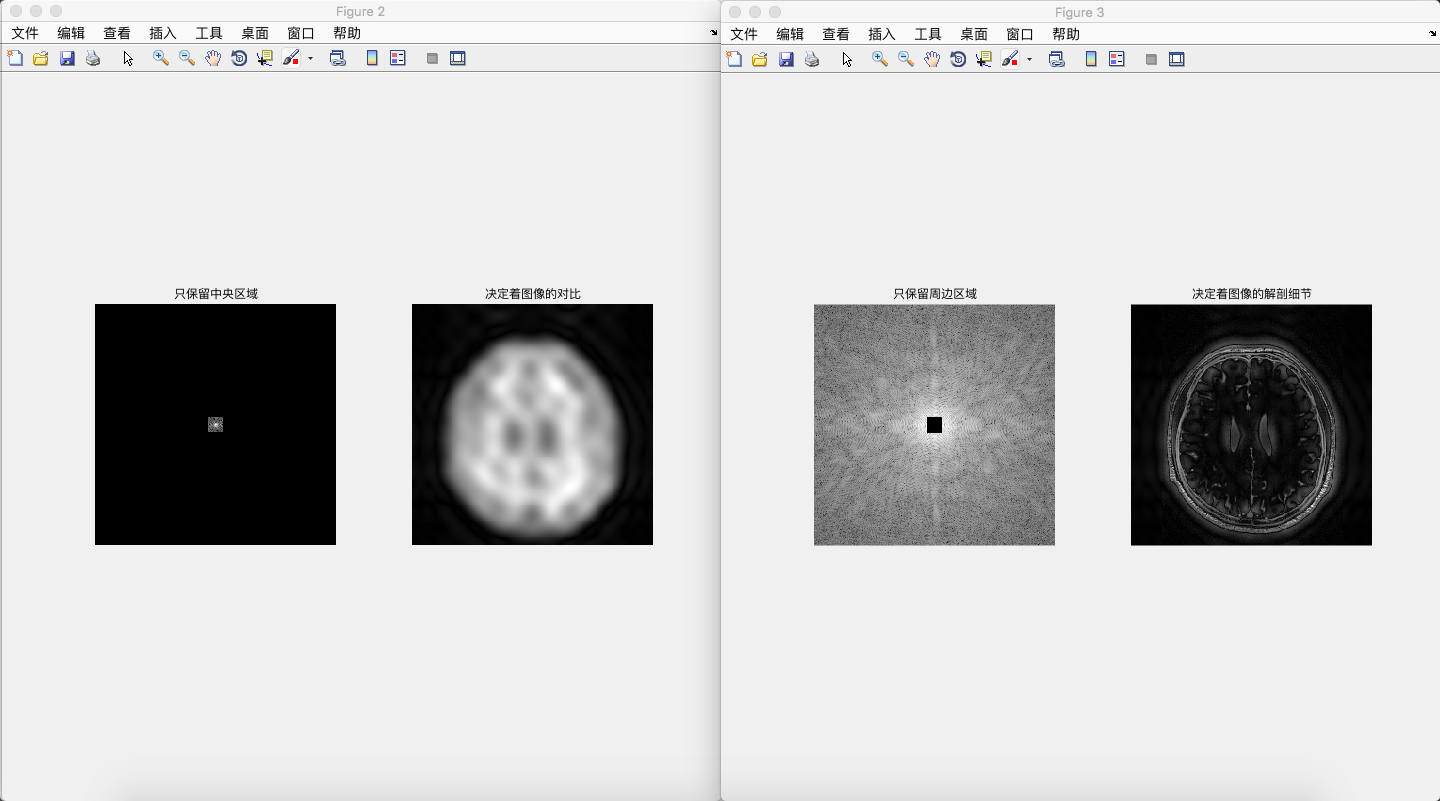 Figure 2
文件 编辑 查看 插入 工具 桌面 窗口 帮助
只保留中央区域
决定着图像的对比
Figure 3
文件 编辑 查看 插入 工具 桌面 窗口 帮助
只保留周边区域
决定着图像的解剖细节